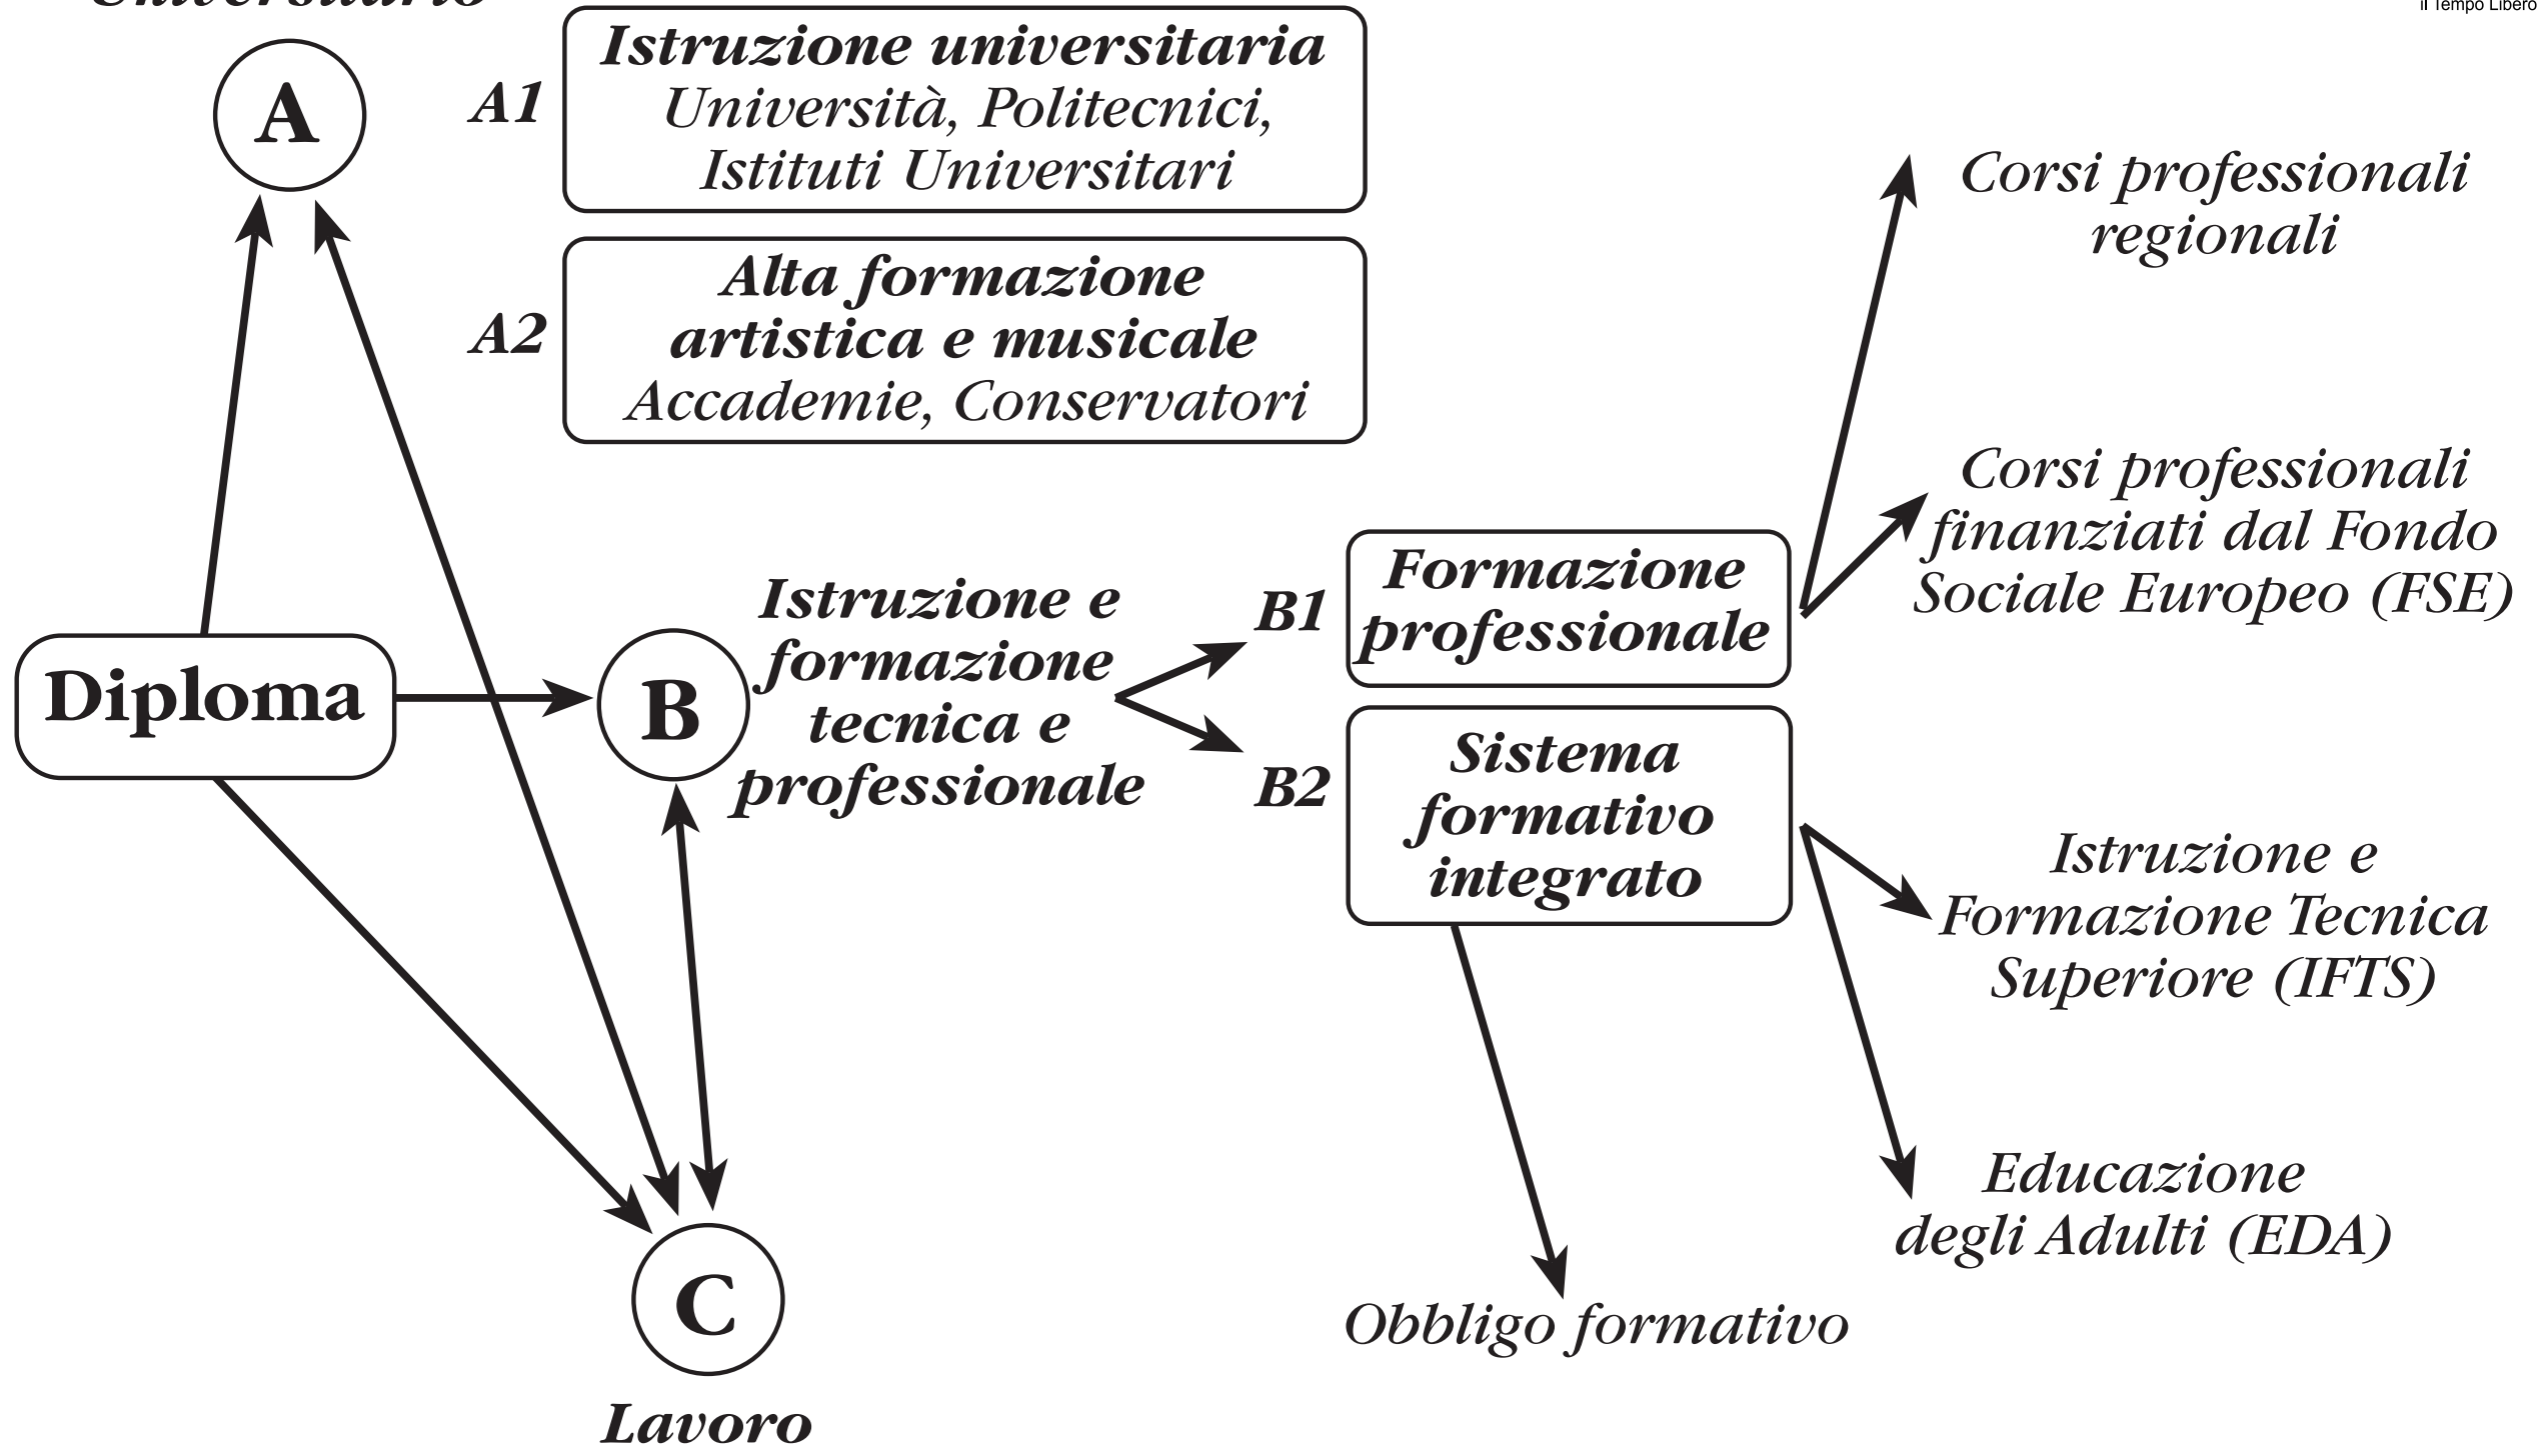 Universitario
il Tempo Libero
A
A1
Istruzione universitaria
Università, Politecnici,
Istituti Universitari
A2
Alta formazione
artistica e musicale
Accademie, Conservatori
Diploma
B
Istruzione e
formazione
tecnica e
professionale
B1
Formazione
professionale
B2
Sistema
formativo
integrato
Corsi professionali
regionali
Corsi professionali
finanziati dal Fondo
Sociale Europeo (FSE)
Istruzione e
Formazione Tecnica
Superiore (IFTS)
Educazione
degli Adulti (EDA)
Obbligo formativo
C
Lavoro